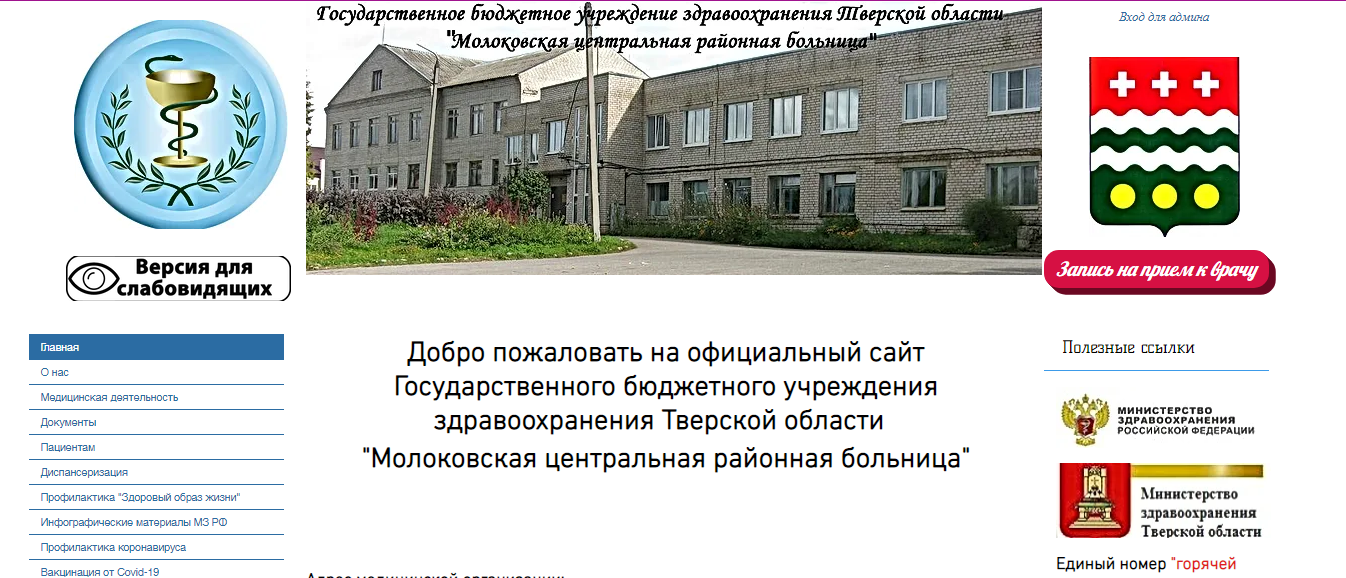 Государственное бюджетное учреждение здравоохранения Тверской области
"Молоковская центральная районная больница"
Вход для админа
Версия для
слабовидящих
Запись на прием к врачу
Главная
О нас
Медицинская деятельность
Документы
Пациентам
Диспансеризация
Профилактика "Здоровый образ жизни"
Инфографические материалы МЗ РФ
Профилактика коронавируса
Вакцинация от Covid-19
Добро пожаловать на официальный сайт
Государственного бюджетного учреждения
здравоохранения Тверской области
"Молоковская центральная районная больница"
Адрес медицинской организации:
Полезные ссылки
МИНИСТЕРСТВО
ЗДРАВООХРАНЕНИЯ
РОССИЙСКОЙ ФЕДЕРАЦИИ
Министерство
здравоохранения
Тверской области
Единый номер "горячей